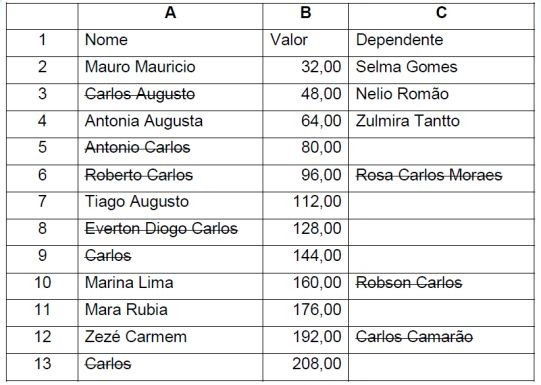 A B C
1 Nome Valor Dependente
2 Mauro Mauricio 32,00 Selma Gomes
3 Carlos Augusto 48,00 Nelio Romão
4 Antonia Augusta 64,00 Zulmira Tantto
5 Antonio Carlos 80,00
6 Roberto Carlos 96,00 Rosa Carlos Moraes
7 Tiago Augusto 112,00
8 Everton Diogo Carlos 128,00
9 Carlos 144,00
10 Marina Lima 160,00 Robson Carlos
11 Mara Rubia 176,00
12 Zezé Carmem 192,00 Carlos Camarão
13 Carlos 208,00